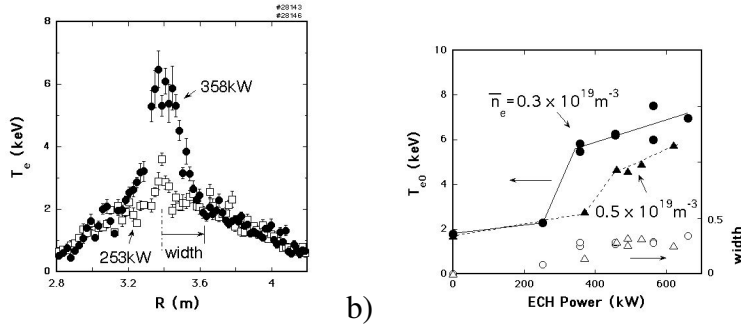 #28143
#28146
8
6
4
2
0
2.8
3.2
3.6
4
T_e (keV)
R (m)
358kW
253kW
width
b)
10
8
6
4
2
0
0
200
400
600
T_e0 (keV)
ECH Power (kW)
n̅_e = 0.3 x 10^19 m^-3
0.5 x 10^19 m^-3
0.5
0
width